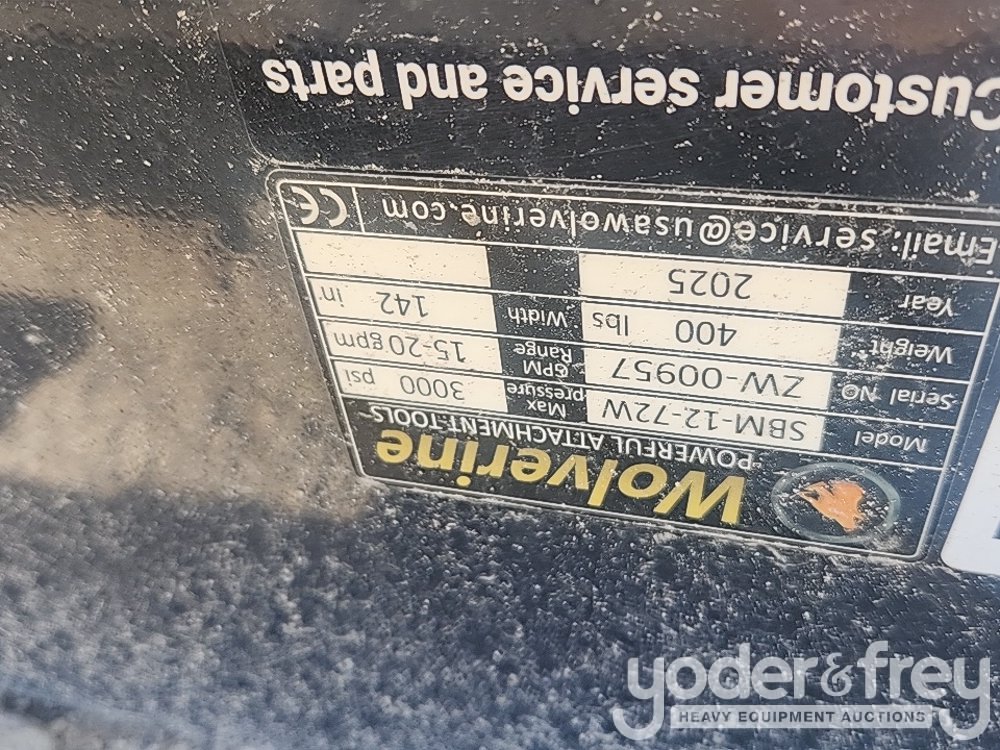 Wolverine
POWERFUL ATTACHMENT TOOLS
Model SBM-12-72W Max pressure 3000 psi
Serial NO ZW-00957 GPM Range 15-20gpm
Weight 400 lbs Width 142 in
Year 2025
Email: service@usawolverine.com CE
Customer service and parts
yoder&frey
HEAVY EQUIPMENT AUCTIONS